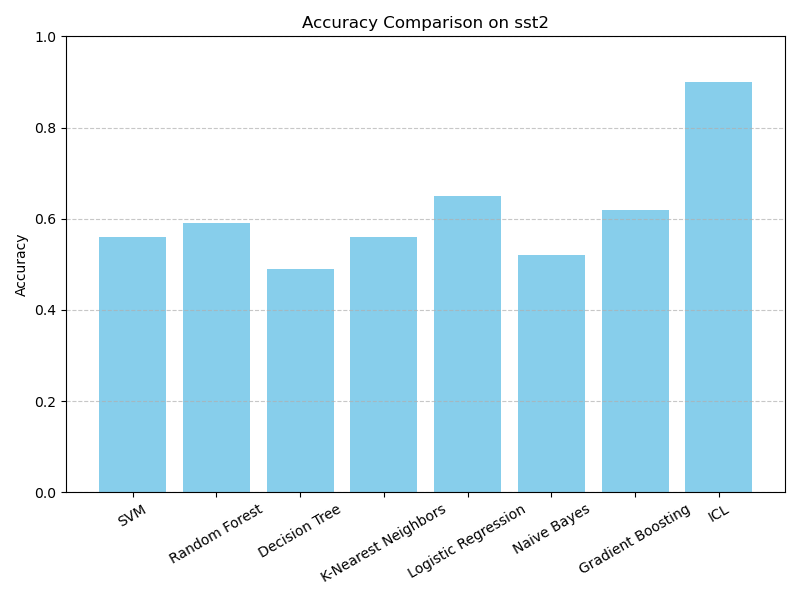 Accuracy Comparison on sst2
1.0
0.8
0.6
0.4
0.2
0.0
Accuracy
SVM
Random Forest
Decision Tree
K-Nearest Neighbors
Logistic Regression
Naive Bayes
Gradient Boosting
ICL